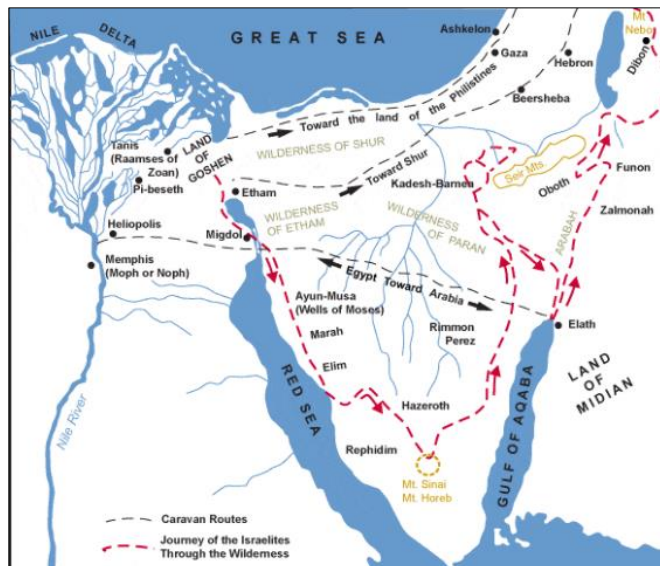 NILE DELTA
GREAT SEA
Ashkelon
Gaza
Hebron
Mt
Nebo
Dibon
Beersheba
Tanis
(Raamses of
Zoan)
Pi-beseth
LAND
OF
GOSHEN
Toward the land of the Philistines
WILDERNESS OF SHUR
Toward Shur
Kadesh-Barnea
Seir Mts
Oboth
Funon
Zalmonah
ARABAH
Etham
WILDERNESS
OF ETHAM
WILDERNESS
OF PARAN
Heliopolis
Migdol
Memphis
(Moph or Noph)
Egypt Toward Arabia
Ayun-Musa
(Wells of Moses)
Marah
Elim
Rimmon
Perez
Elath
LAND
OF
MIDIAN
RED SEA
Hazeroth
Rephidim
GULF OF AQABA
Mt. Sinai
Mt. Horeb
Nile River
Caravan Routes
Journey of the Israelites
Through the Wilderness